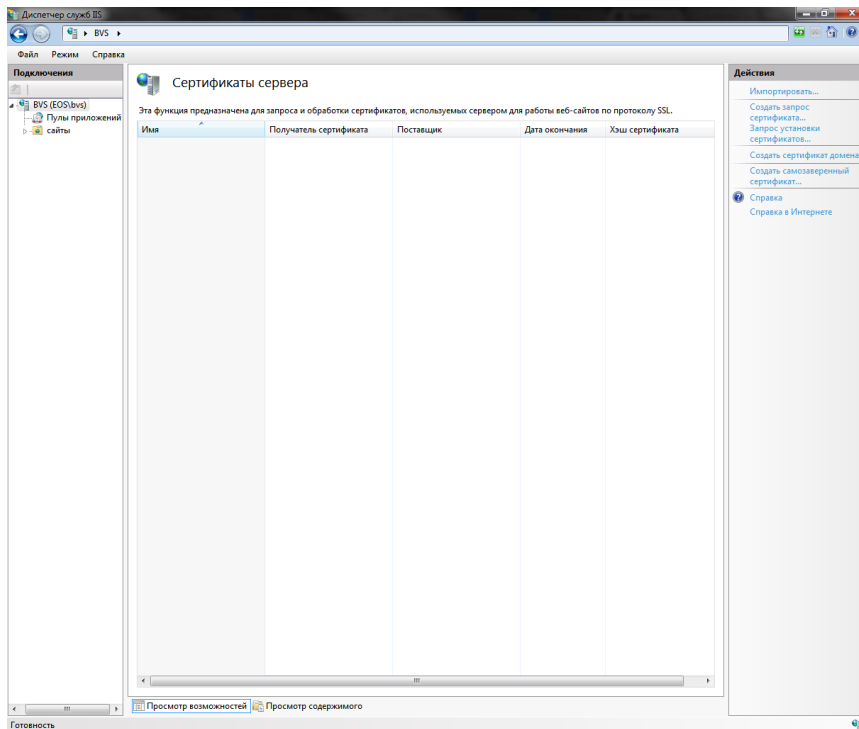 Диспетчер служб IIS
BVS
Файл Режим Справка
Подключения
BVS (EOS\bvs)
Пулы приложений
сайты
Сертификаты сервера
Эта функция предназначена для запроса и обработки сертификатов, используемых сервером для работы веб-сайтов по протоколу SSL.
Имя Получатель сертификата Поставщик Дата окончания Хэш сертификата
Просмотр возможностей Просмотр содержимого
Действия
Импортировать...
Создать запрос
сертификата...
Запрос установки
сертификатов...
Создать сертификат домена
Создать самозаверенный
сертификат...
Справка
Справка в Интернете
Готовность